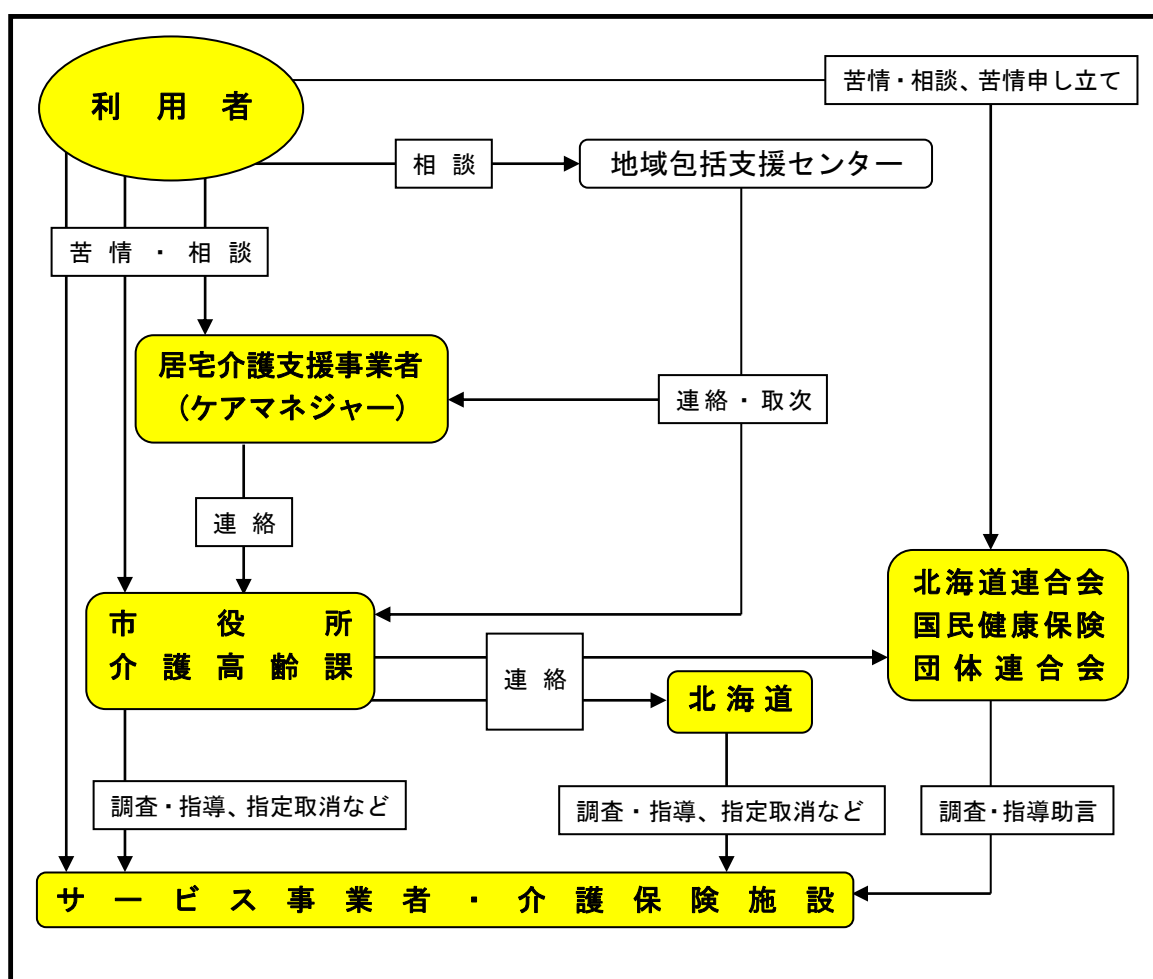 利用者
苦情・相談、苦情申し立て
相談
地域包括支援センター
苦情・相談
居宅介護支援事業者
(ケアマネジャー)
連絡・取次
連絡
市役所
介護高齢課
連絡
北海道
北海道連合会
国民健康保険
団体連合会
調査・指導、指定取消など
調査・指導、指定取消など
調査・指導助言
サービス事業者・介護保険施設